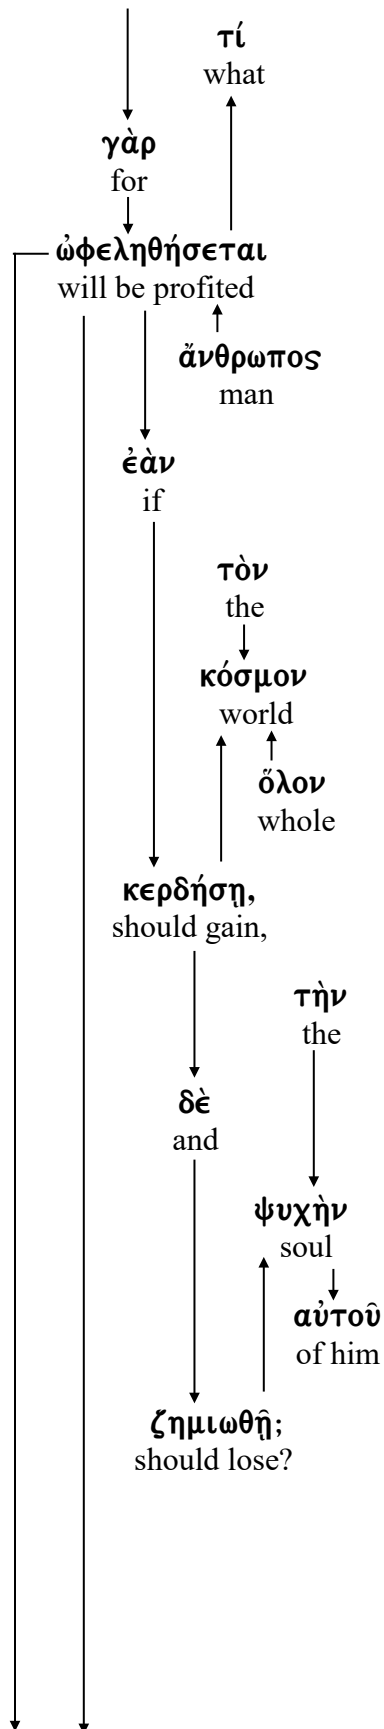 τί
what
γὰρ
for
ὠφεληθήσεται
will be profited
ἄνθρωπος
man
ἐὰν
if
τὸν
the
κόσμον
world
ὅλον
whole
κερδήσῃ,
should gain,
τὴν
the
δὲ
and
ψυχὴν
soul
αὐτοῦ
of him
ζημιωθῇ;
should lose?